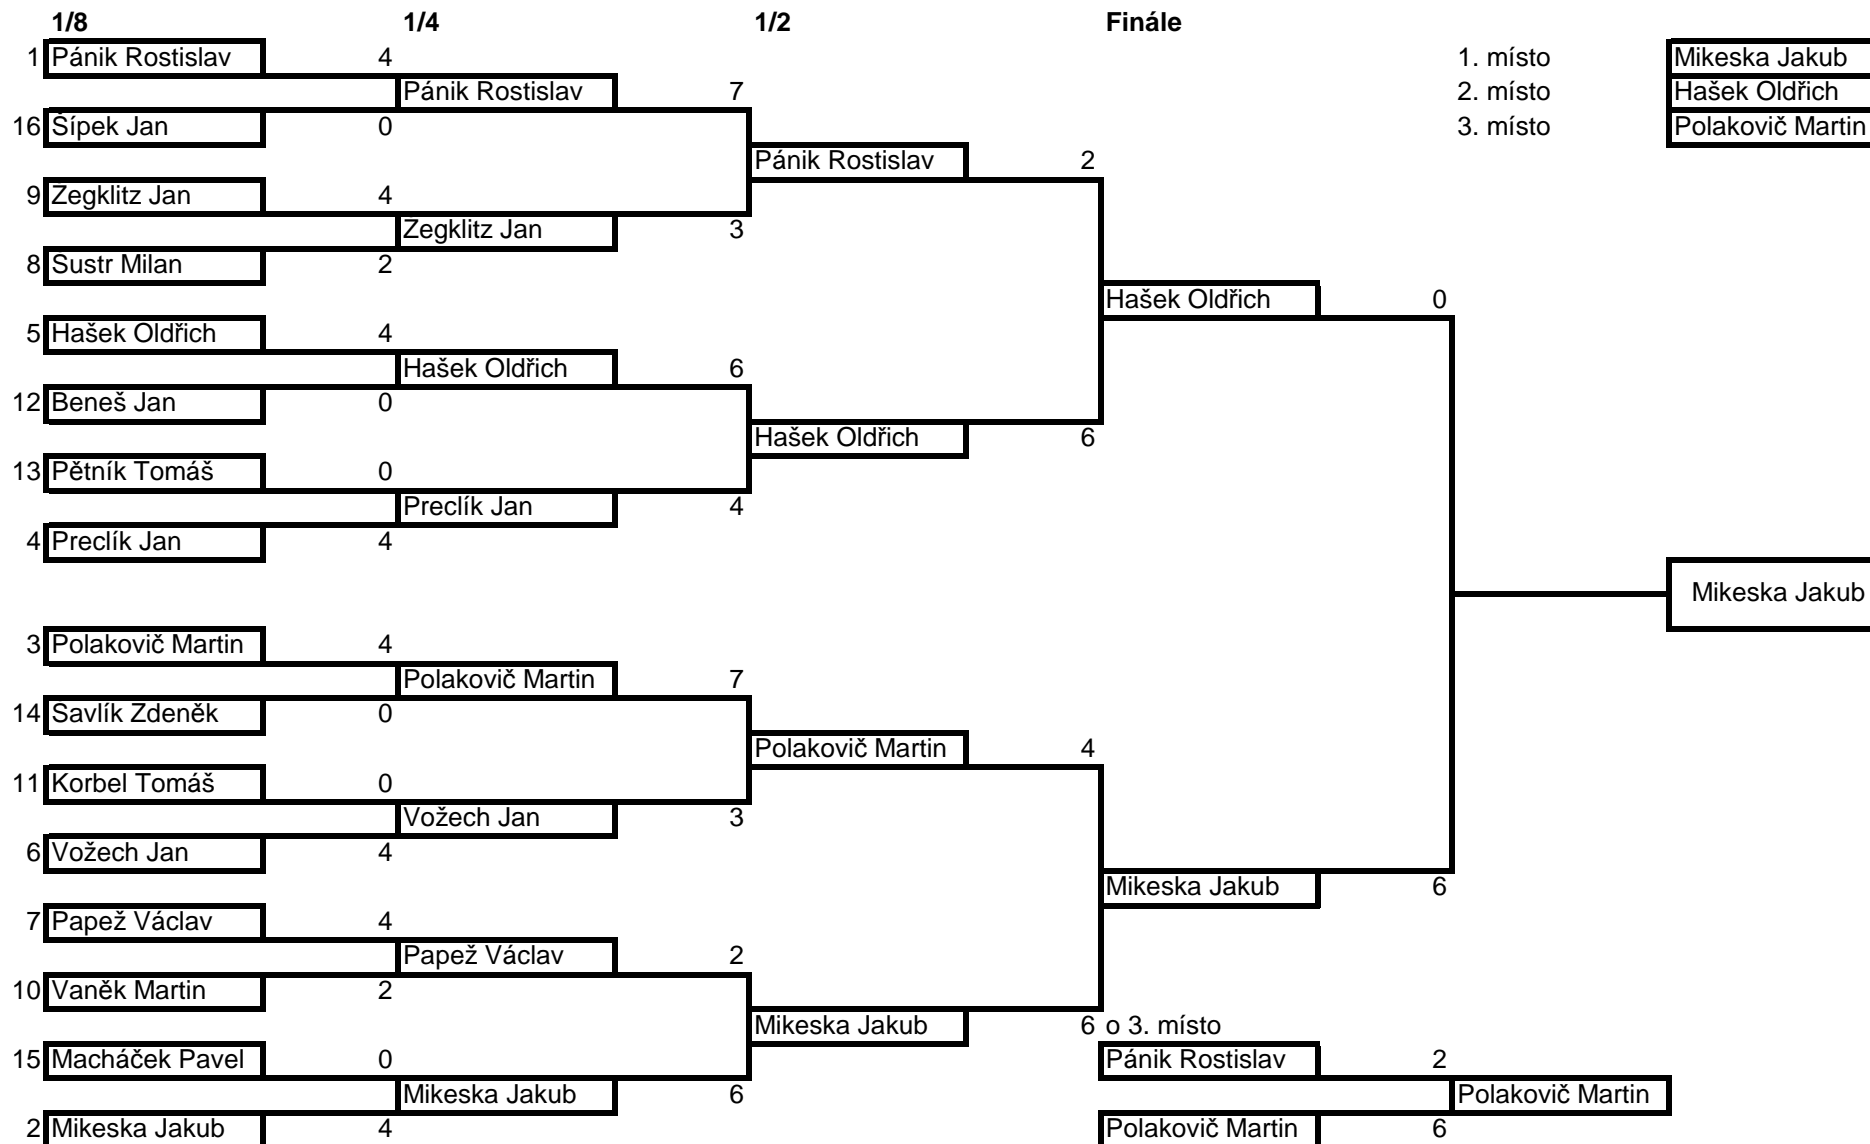 1/8 1/4 1/2 Finále
1 Pánik Rostislav 4 1. místo Mikeska Jakub
Pánik Rostislav 7 2. místo Hašek Oldřich
16 Šípek Jan 0 3. místo Polakovič Martin
Pánik Rostislav 2
9 Zegklitz Jan 4
Zegklitz Jan 3
8 Sustr Milan 2
Hašek Oldřich 0
5 Hašek Oldřich 4
Hašek Oldřich 6
12 Beneš Jan 0
Hašek Oldřich 6
13 Pětník Tomáš 0
Preclík Jan 4
4 Preclík Jan 4
Mikeska Jakub
3 Polakovič Martin 4
Polakovič Martin 7
14 Savlík Zdeněk 0
Polakovič Martin 4
11 Korbel Tomáš 0
Vožech Jan 3
6 Vožech Jan 4
Mikeska Jakub 6
7 Papež Václav 4
Papež Václav 2
10 Vaněk Martin 2
Mikeska Jakub 6 o 3. místo
15 Macháček Pavel 0 Pánik Rostislav 2
Mikeska Jakub 6 Polakovič Martin
2 Mikeska Jakub 4 Polakovič Martin 6